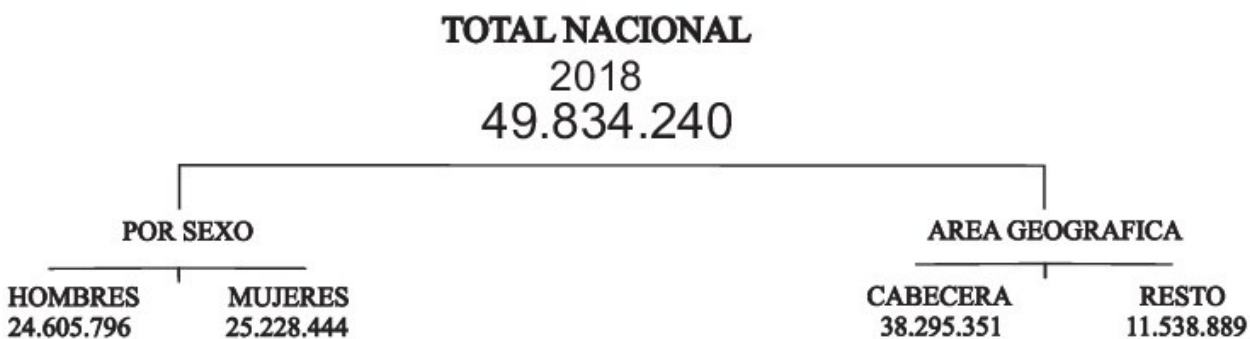 TOTAL NACIONAL
2018
49.834.240
POR SEXO
AREA GEOGRAFICA
HOMBRES
MUJERES
CABECERA
RESTO
24.605.796
25.228.444
38.295.351
11.538.889